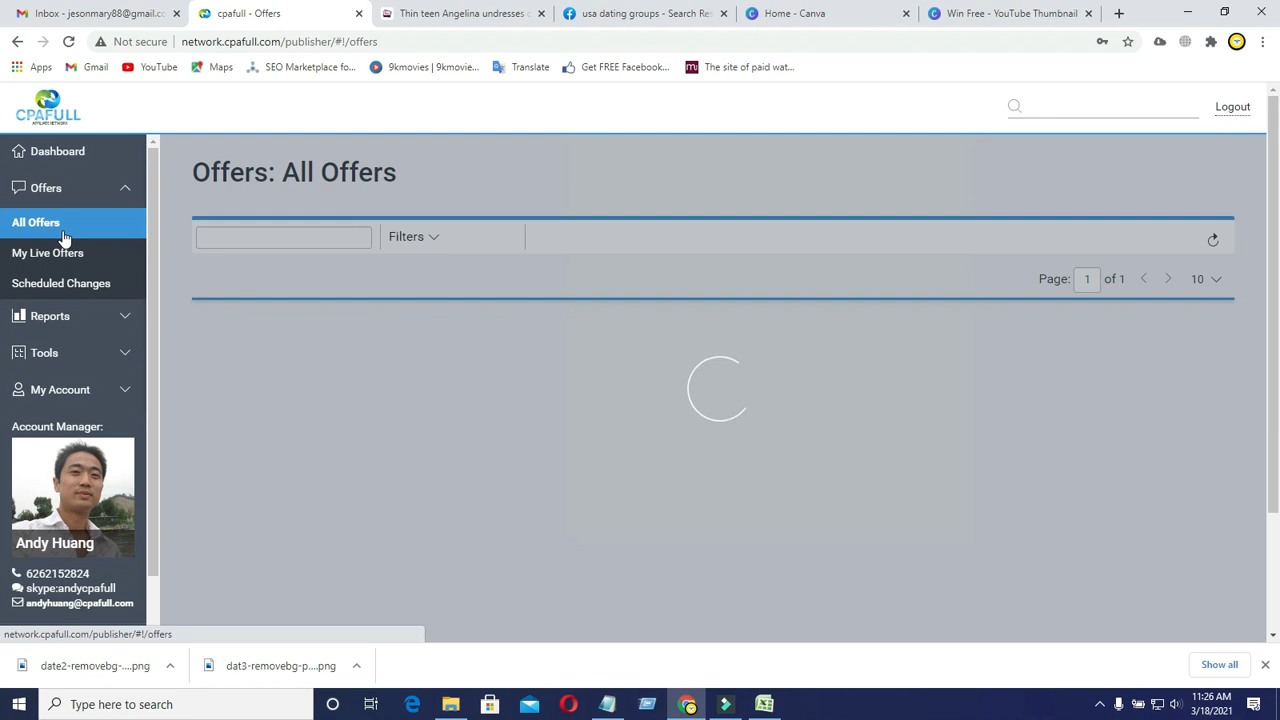 Inbox - jesonmary88@gmail.co
cpafull - Offers
Thin teen Angelina undresses c
usa dating groups - Search Res
Home - Canva
Win Free - YouTube Thumbnail
Not secure
network.cpafull.com/publisher/#!/offers
Apps
Gmail
YouTube
Maps
SEO Marketplace fo...
9kmovies | 9kmovie...
Translate
Get FREE Facebook...
The site of paid wat...
CPAFULL
AFFILIATE NETWORK
Logout
Dashboard
Offers
All Offers
My Live Offers
Scheduled Changes
Reports
Tools
My Account
Account Manager:
Andy Huang
6262152824
skype:andycpafull
andyhuang@cpafull.com
Offers: All Offers
Filters
Page: 1 of 1
10
network.cpafull.com/publisher/#!/offers
date2-removebg-....png
dat3-removebg-p....png
Show all
Type here to search
11:26 AM
3/18/2021